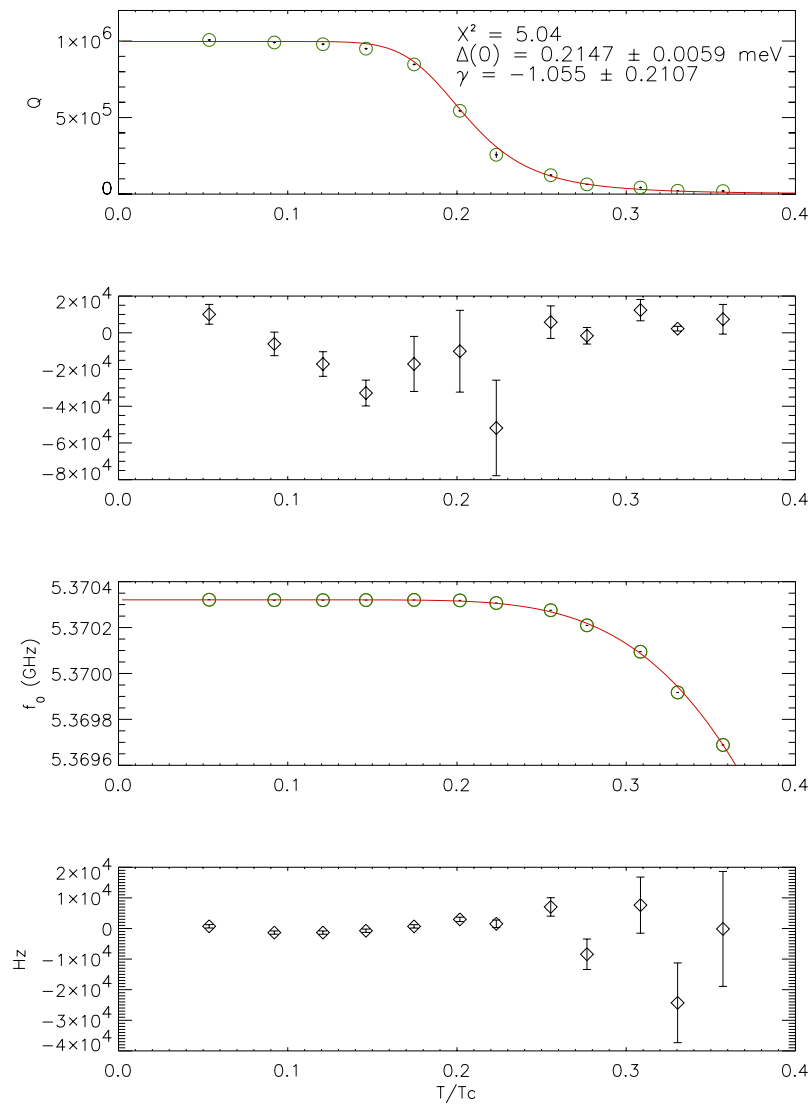 1×10⁶
5×10⁵
0
Q
0.0 0.1 0.2 0.3 0.4
X² = 5.04
Δ(0) = 0.2147 ± 0.0059 meV
γ = −1.055 ± 0.2107
2×10⁴
0
−2×10⁴
−4×10⁴
−6×10⁴
−8×10⁴
0.0 0.1 0.2 0.3 0.4
5.3704
5.3702
5.3700
5.3698
5.3696
f₀ (GHz)
0.0 0.1 0.2 0.3 0.4
2×10⁴
1×10⁴
0
−1×10⁴
−2×10⁴
−3×10⁴
−4×10⁴
Hz
0.0 0.1 0.2 0.3 0.4
T/Tc